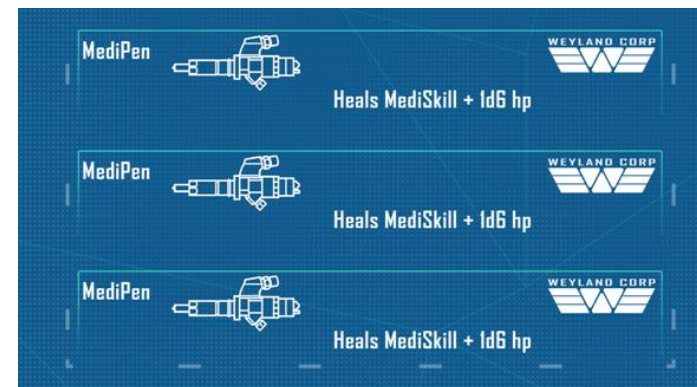 MediPen
WEYLAND CORP
Heals MediSkill + 1d6 hp
MediPen
WEYLAND CORP
Heals MediSkill + 1d6 hp
MediPen
WEYLAND CORP
Heals MediSkill + 1d6 hp